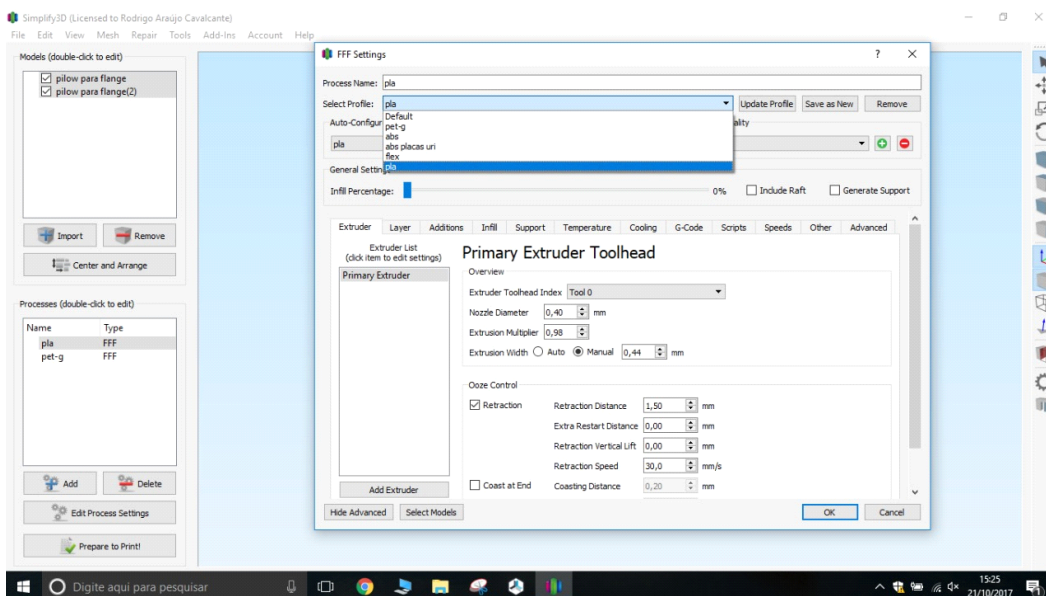 Simplify3D (Licensed to Rodrigo Araújo Cavalcante)
File Edit View Mesh Repair Tools Add-Ins Account Help
Models (double-click to edit)
pilow para flange
pilow para flange(2)
Import Remove
Center and Arrange
Processes (double-click to edit)
Name Type
pla FFF
pet-g FFF
Add Delete
Edit Process Settings
Prepare to Print!
FFF Settings ?
Process Name: pla
Select Profile: pla Update Profile Save as New Remove
Default
pet-g
abs
abs placas uri
flex
pla
Auto-Configur ality
pla
General Settin
Infill Percentage: 0% Include Raft Generate Support
Extruder Layer Additions Infill Support Temperature Cooling G-Code Scripts Speeds Other Advanced
Extruder List
(click item to edit settings)
Primary Extruder
Primary Extruder Toolhead
Overview
Extruder Toolhead Index Tool 0
Nozzle Diameter 0,40 mm
Extrusion Multiplier 0,98
Extrusion Width Auto Manual 0,44 mm
Ooze Control
Retraction Retraction Distance 1,50 mm
Extra Restart Distance 0,00 mm
Retraction Vertical Lift 0,00 mm
Retraction Speed 30,0 mm/s
Coast at End Coasting Distance 0,20 mm
Add Extruder
Hide Advanced Select Models OK Cancel
Digite aqui para pesquisar
15:25
21/10/2017